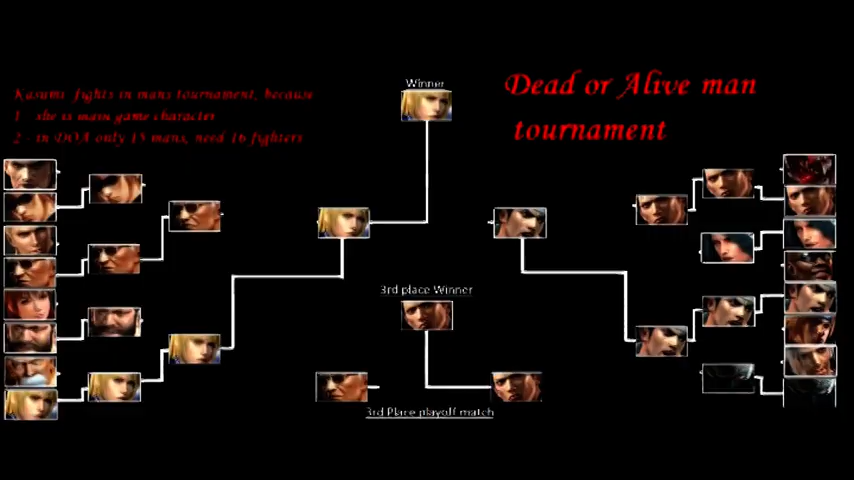 Winner
Dead or Alive man
tournament
Kasumi fights in mans tournament, because
1 - she is main game character
2 - in DOA only 15 mans, need 16 fighters
3rd place Winner
3rd Place playoff match